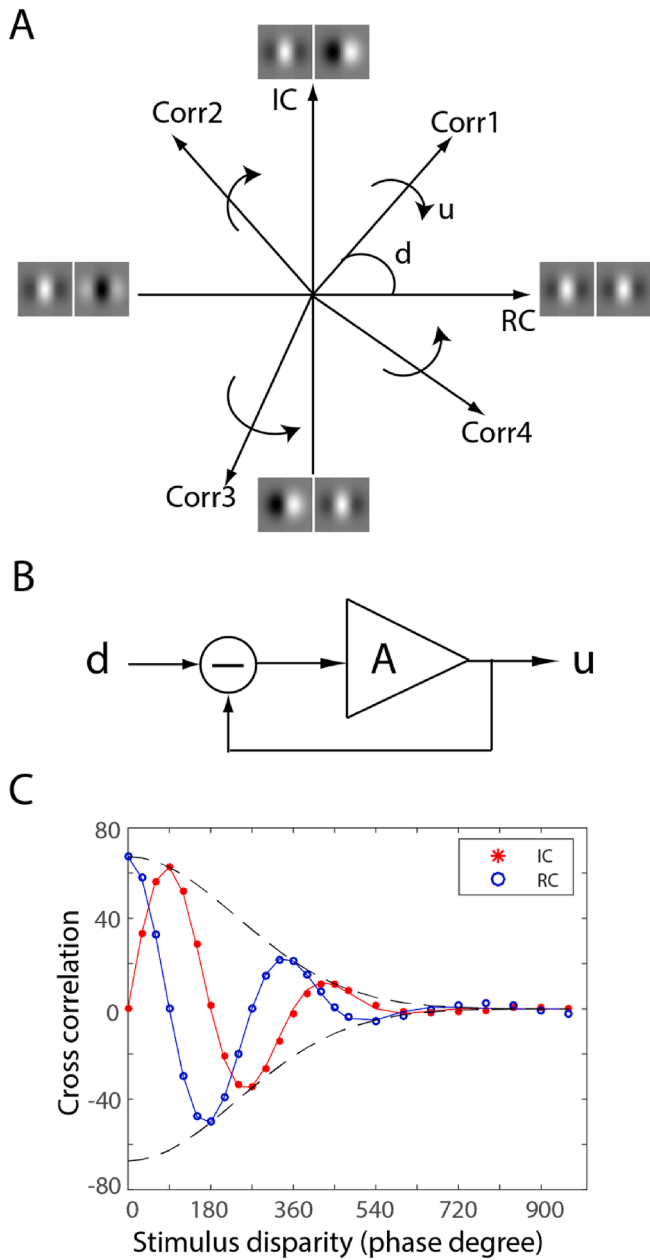 A
IC
Corr2
Corr1
u
d
RC
Corr4
Corr3
B
d
−
A
u
C
80
40
0
-40
-80
Cross correlation
IC
RC
0 180 360 540 720 900
Stimulus disparity (phase degree)